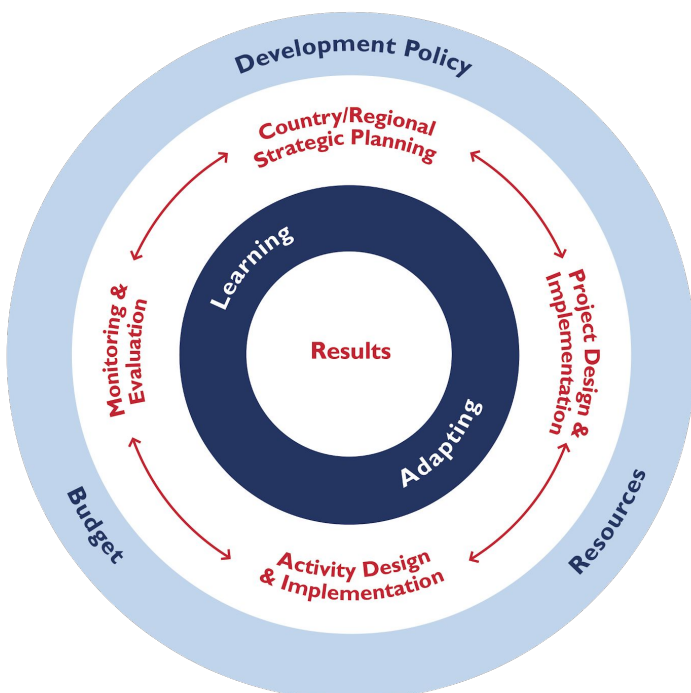 Development Policy
Country/Regional
Strategic Planning
Learning
Monitoring &
Evaluation
Results
Project Design &
Implementation
Adapting
Budget
Resources
Activity Design
& Implementation